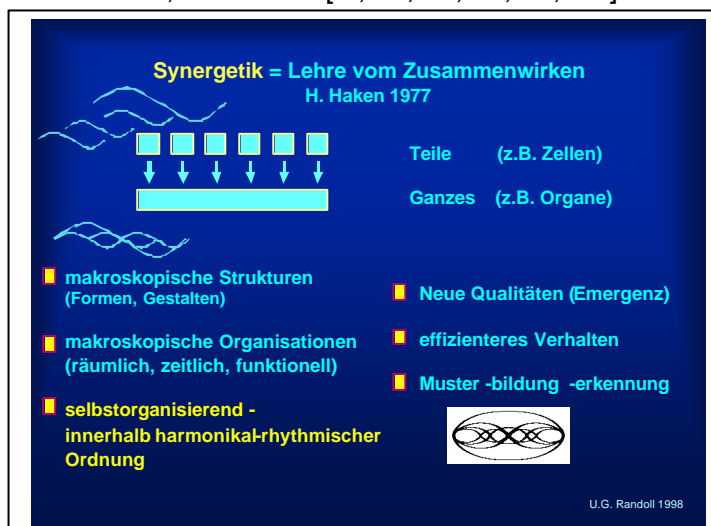 Synergetik = Lehre vom Zusammenwirken
H. Haken 1977
Teile (z.B. Zellen)
Ganzes (z.B. Organe)
makroskopische Strukturen
(Formen, Gestalten)
makroskopische Organisationen
(räumlich, zeitlich, funktionell)
selbstorganisierend -
innerhalb harmonikal-rhythmischer
Ordnung
Neue Qualitäten (Emergenz)
effizienteres Verhalten
Muster -bildung -erkennung
U.G. Randoll 1998